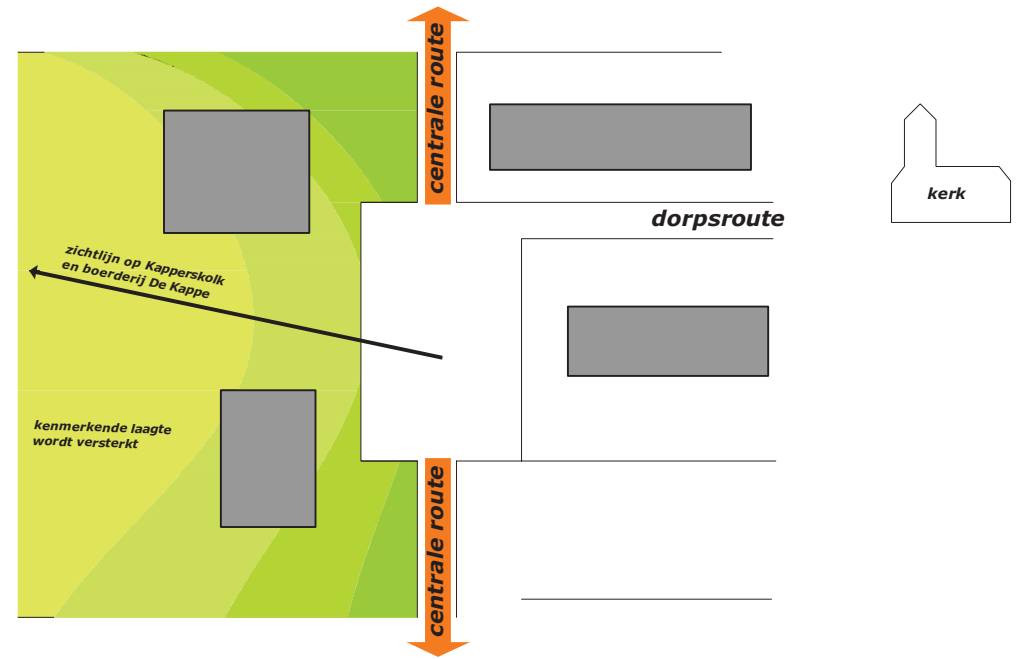 centrale route
kerk
dorpsroute
zichtlijn op Kapperskolk
en boerderij De Kappe
kenmerkende laagte
wordt versterkt
centrale route